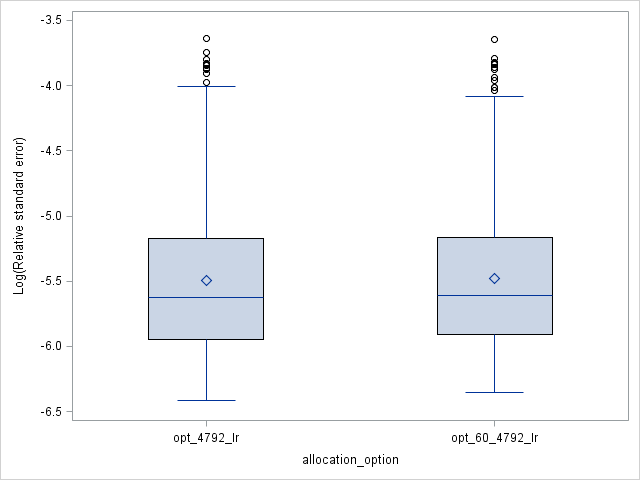 -3.5
-4.0
-4.5
-5.0
-5.5
-6.0
-6.5
Log(Relative standard error)
opt_4792_lr
opt_60_4792_lr
allocation_option